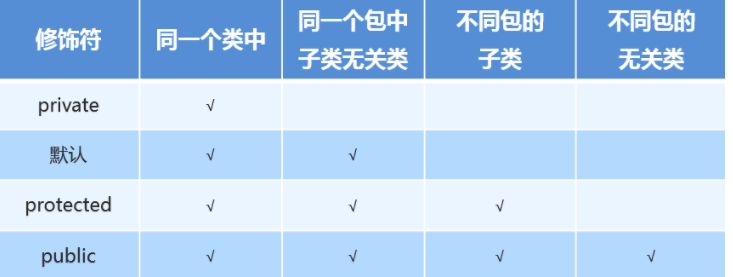 修饰符 同一个类中 同一个包中 子类无关类 不同包的 子类 不同包的 无关类
private √
默认 √ √
protected √ √ √
public √ √ √ √